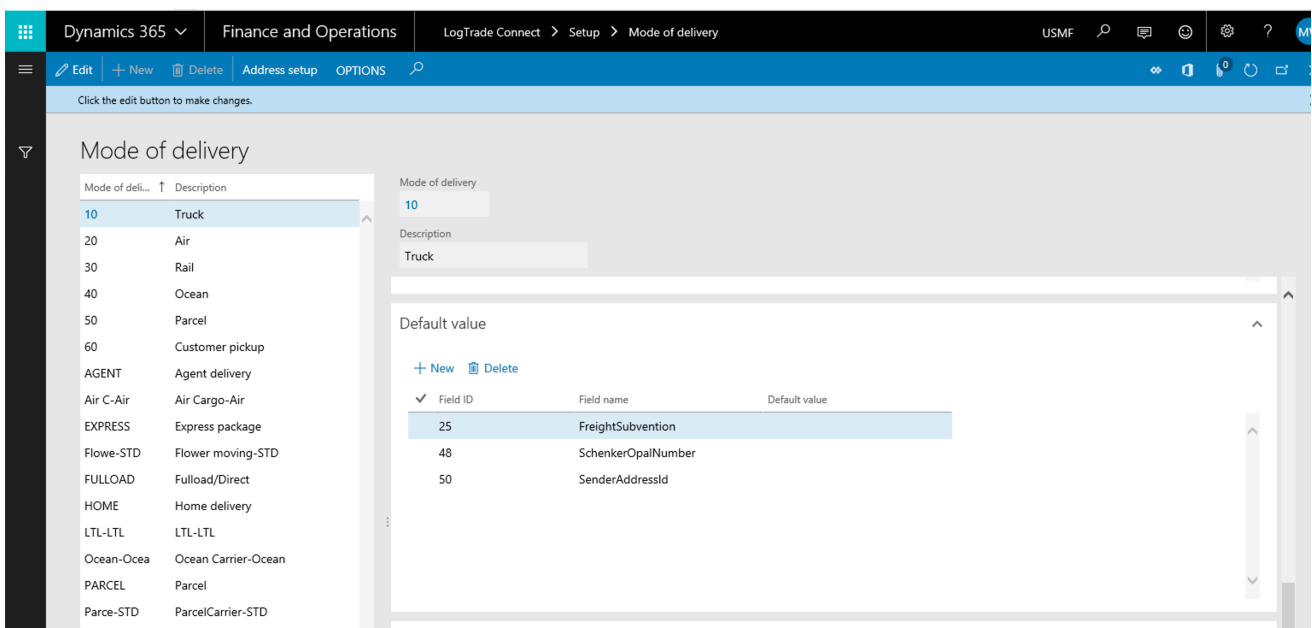 Dynamics 365 Finance and Operations LogTrade Connect > Setup > Mode of delivery USMF ?
Edit + New Delete Address setup OPTIONS 0
Click the edit button to make changes.
Mode of delivery
Mode of deli... ↑ Description
10 Truck
20 Air
30 Rail
40 Ocean
50 Parcel
60 Customer pickup
AGENT Agent delivery
Air C-Air Air Cargo-Air
EXPRESS Express package
Flowe-STD Flower moving-STD
FULLOAD Fulload/Direct
HOME Home delivery
LTL-LTL LTL-LTL
Ocean-Ocea Ocean Carrier-Ocean
PARCEL Parcel
Parce-STD ParcelCarrier-STD
Mode of delivery
10
Description
Truck
Default value
+ New Delete
Field ID Field name Default value
25 FreightSubvention
48 SchenkerOpalNumber
50 SenderAddressId